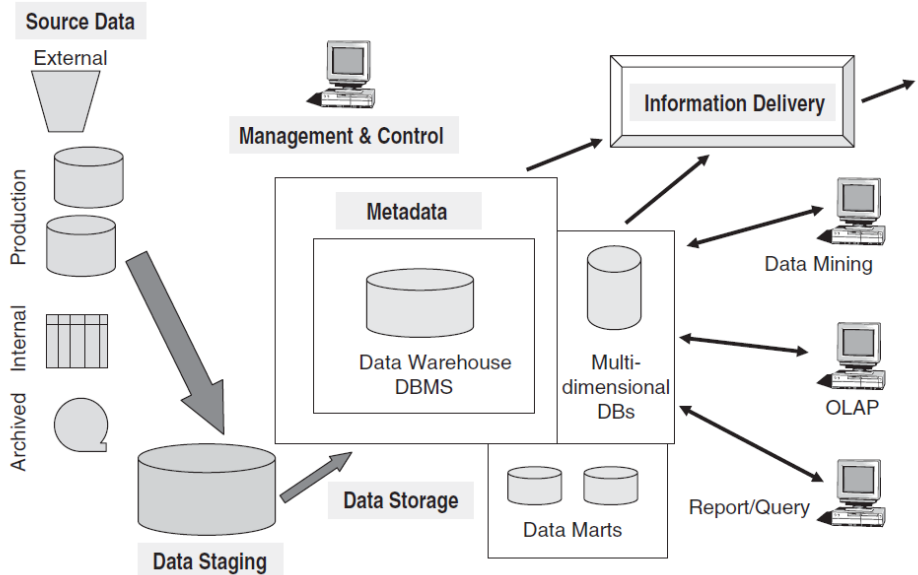 Source Data
External
Production
Internal
Archived
Management & Control
Information Delivery
Metadata
Data Warehouse
DBMS
Multi-
dimensional
DBs
Data Mining
OLAP
Report/Query
Data Storage
Data Marts
Data Staging